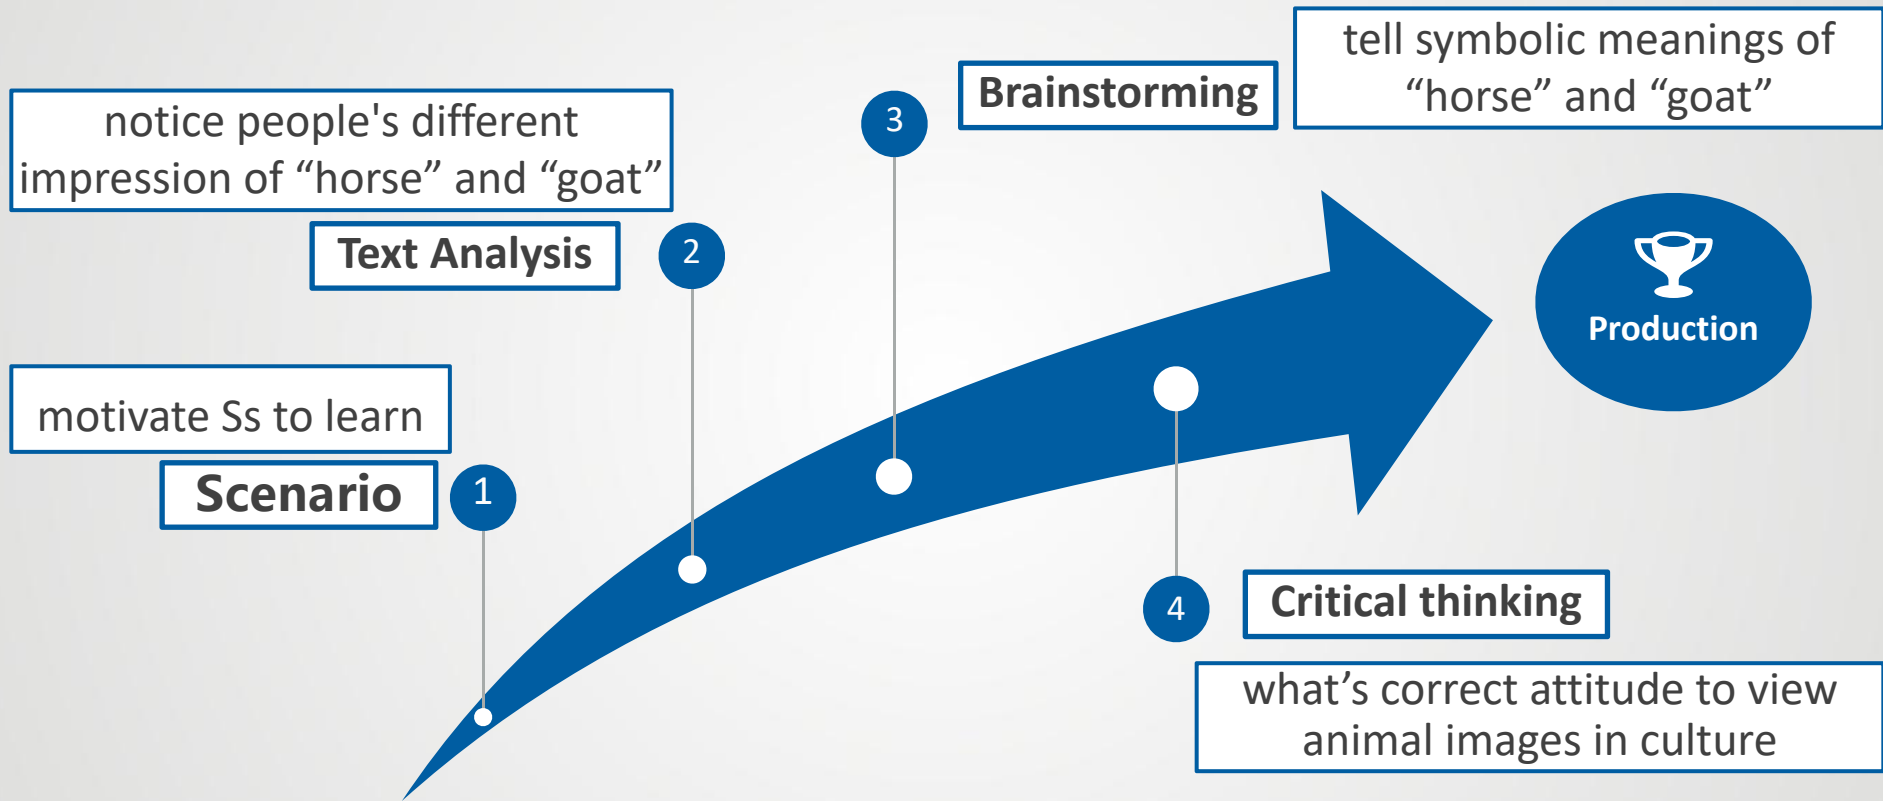 motivate Ss to learn
Scenario
1
notice people's different
impression of “horse” and “goat”
Text Analysis
2
3
Brainstorming
tell symbolic meanings of
“horse” and “goat”
4
Critical thinking
what’s correct attitude to view
animal images in culture
Production